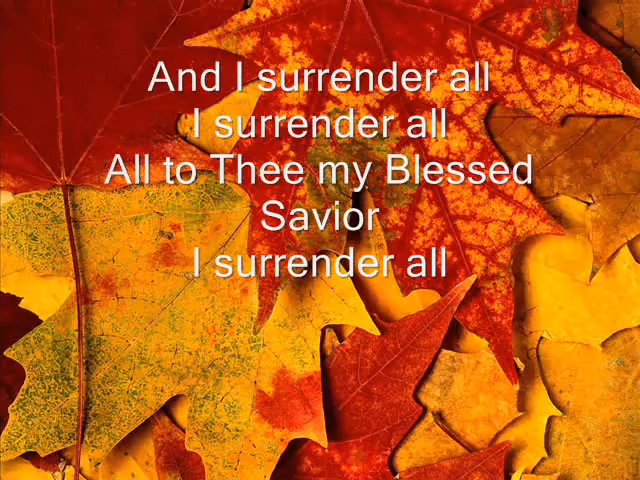 And I surrender all
I surrender all
All to Thee my Blessed
Savior
I surrender all